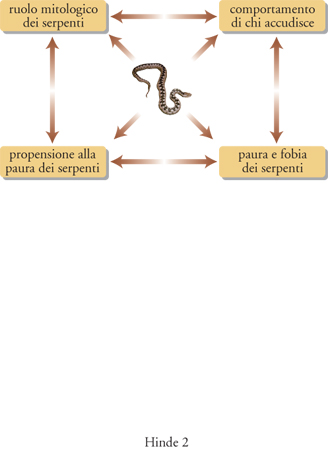 ruolo mitologico
dei serpenti
comportamento
di chi accudisce
propensione alla
paura dei serpenti
paura e fobia
dei serpenti
Hinde 2